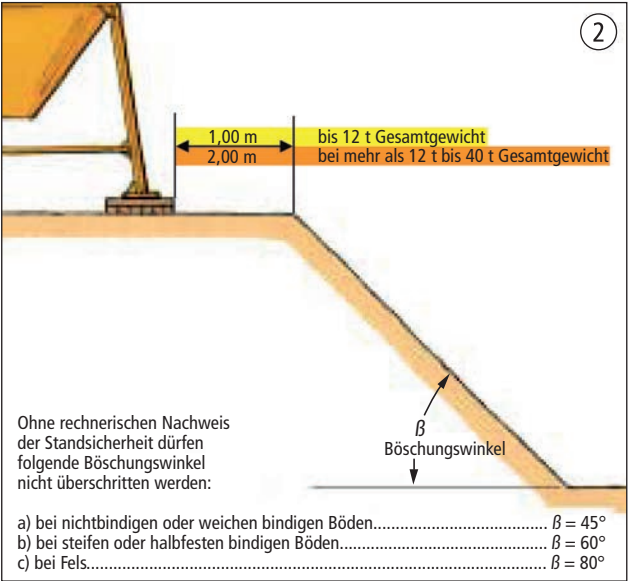 2
1,00 m bis 12 t Gesamtgewicht
2,00 m bei mehr als 12 t bis 40 t Gesamtgewicht
ß
Böschungswinkel
Ohne rechnerischen Nachweis
der Standsicherheit dürfen
folgende Böschungswinkel
nicht überschritten werden:
a) bei nichtbindigen oder weichen bindigen Böden........................................ ß = 45°
b) bei steifen oder halbfesten bindigen Böden.............................................. ß = 60°
c) bei Fels.................................................................................................... ß = 80°